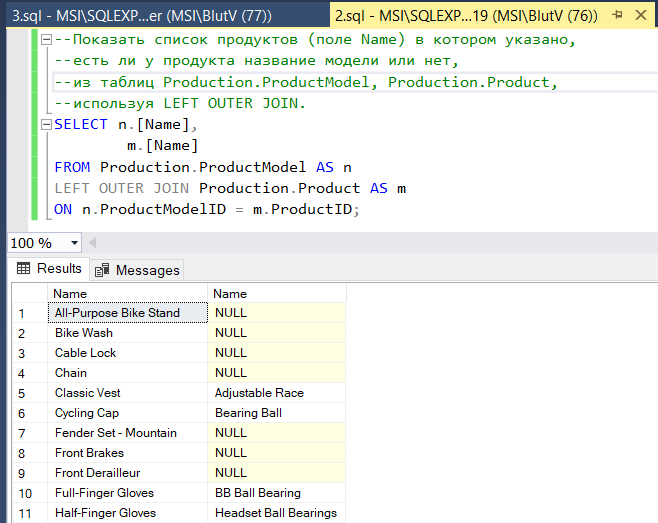 3.sql - MSI\SQLEXP...er (MSI\BlutV (77))
2.sql - MSI\SQLEXP...19 (MSI\BlutV (76))
--Показать список продуктов (поле Name) в котором указано,
--есть ли у продукта название модели или нет,
--из таблиц Production.ProductModel, Production.Product,
--используя LEFT OUTER JOIN.
SELECT n.[Name],
m.[Name]
FROM Production.ProductModel AS n
LEFT OUTER JOIN Production.Product AS m
ON n.ProductModelID = m.ProductID;
100 %
Results Messages
Name Name
1 All-Purpose Bike Stand NULL
2 Bike Wash NULL
3 Cable Lock NULL
4 Chain NULL
5 Classic Vest Adjustable Race
6 Cycling Cap Bearing Ball
7 Fender Set - Mountain NULL
8 Front Brakes NULL
9 Front Derailleur NULL
10 Full-Finger Gloves BB Ball Bearing
11 Half-Finger Gloves Headset Ball Bearings